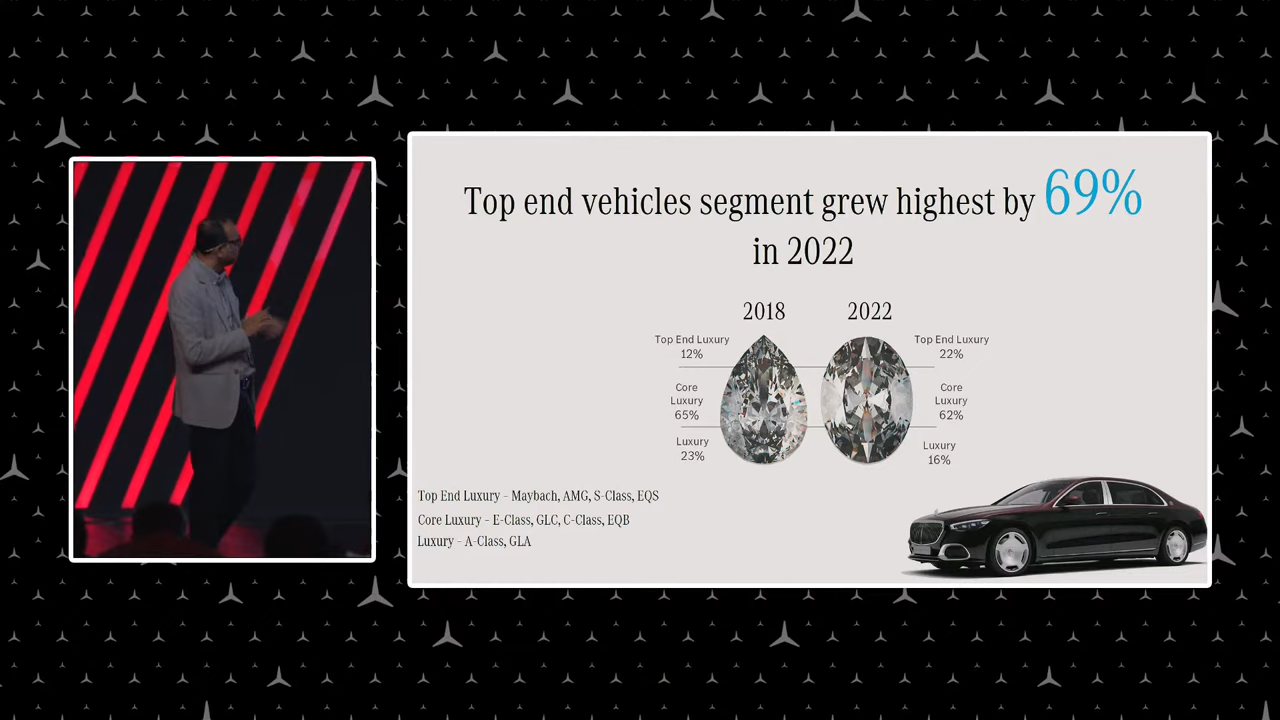 Top end vehicles segment grew highest by 69%
in 2022
2018
2022
Top End Luxury
12%
Core
Luxury
65%
Luxury
23%
Top End Luxury
22%
Core
Luxury
62%
Luxury
16%
Top End Luxury - Maybach, AMG, S-Class, EQS
Core Luxury - E-Class, GLC, C-Class, EQB
Luxury - A-Class, GLA